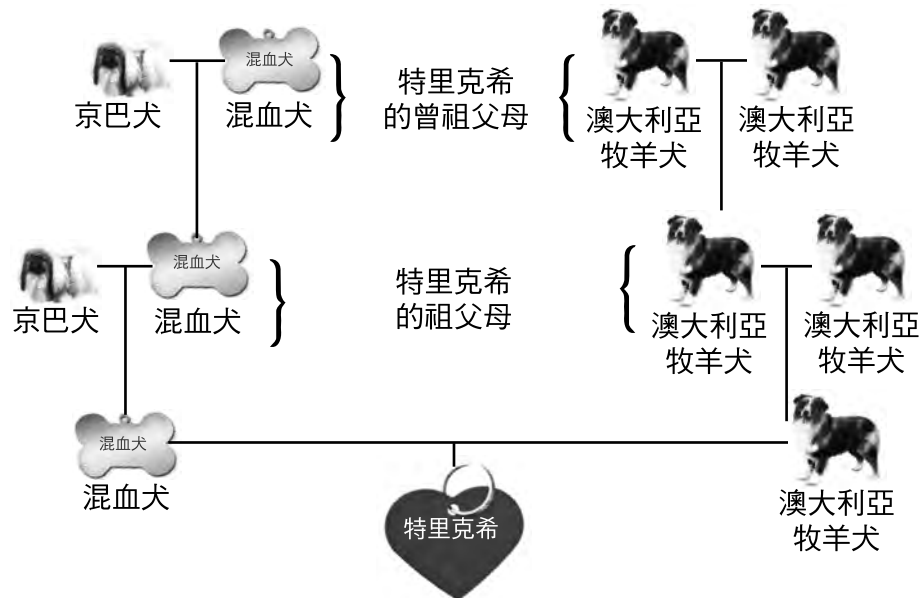 混血犬
京巴犬
混血犬
特里克希
的曾祖父母
澳大利亞
牧羊犬
澳大利亞
牧羊犬
混血犬
京巴犬
混血犬
特里克希
的祖父母
澳大利亞
牧羊犬
澳大利亞
牧羊犬
混血犬
混血犬
特里克希
澳大利亞
牧羊犬